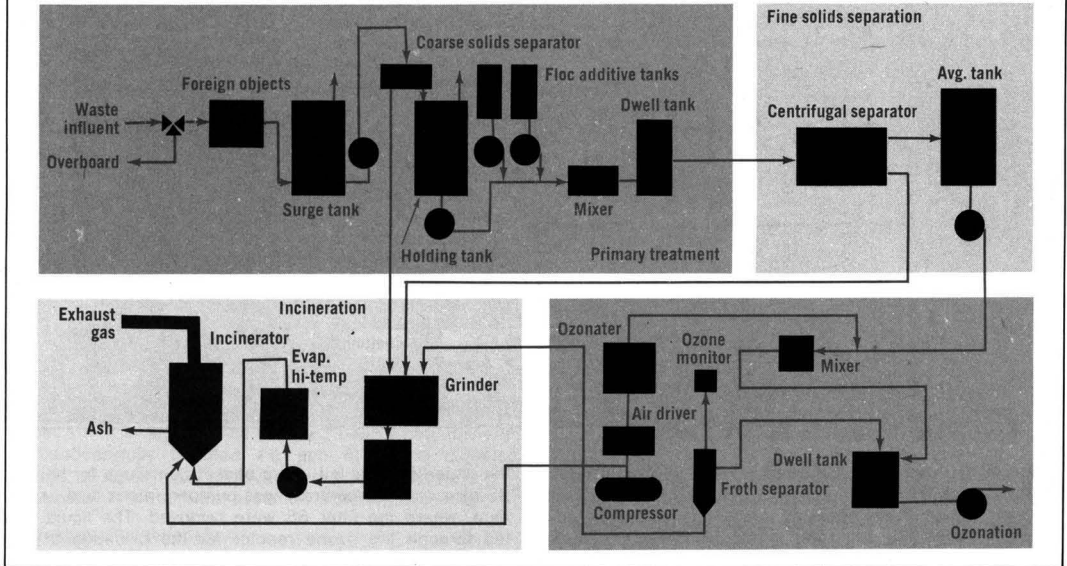 Fine solids separation
Coarse solids separator
Foreign objects
Floc additive tanks
Avg. tank
Waste
influent
Dwell tank
Centrifugal separator
Overboard
Surge tank
Mixer
Holding tank
Primary treatment
Exhaust
gas
Incineration
Incinerator
Evap.
hi-temp
Grinder
Ash
Ozonater
Ozone
monitor
Mixer
Air driver
Dwell tank
Froth separator
Compressor
Ozonation